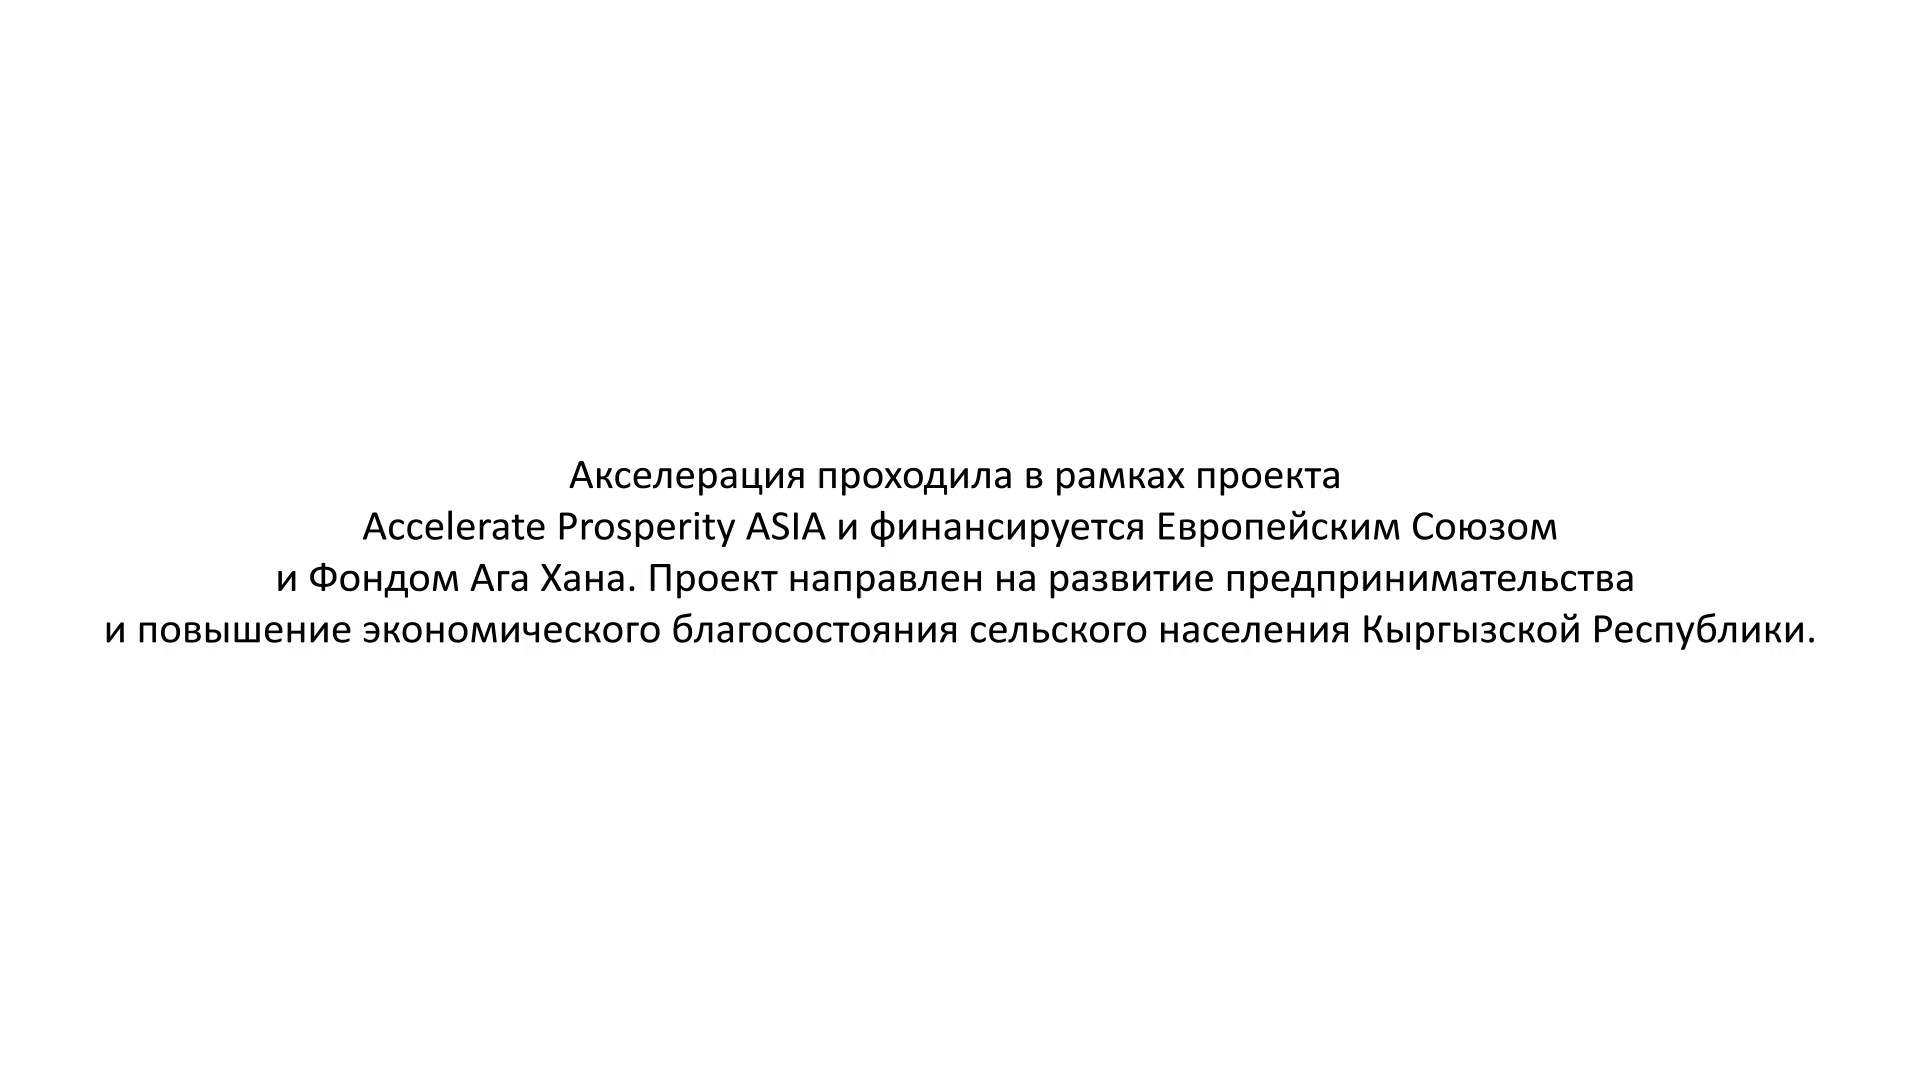 Акселерация проходила в рамках проекта
Accelerate Prosperity ASIA и финансируется Европейским Союзом
и Фондом Ага Хана. Проект направлен на развитие предпринимательства
и повышение экономического благосостояния сельского населения Кыргызской Республики.